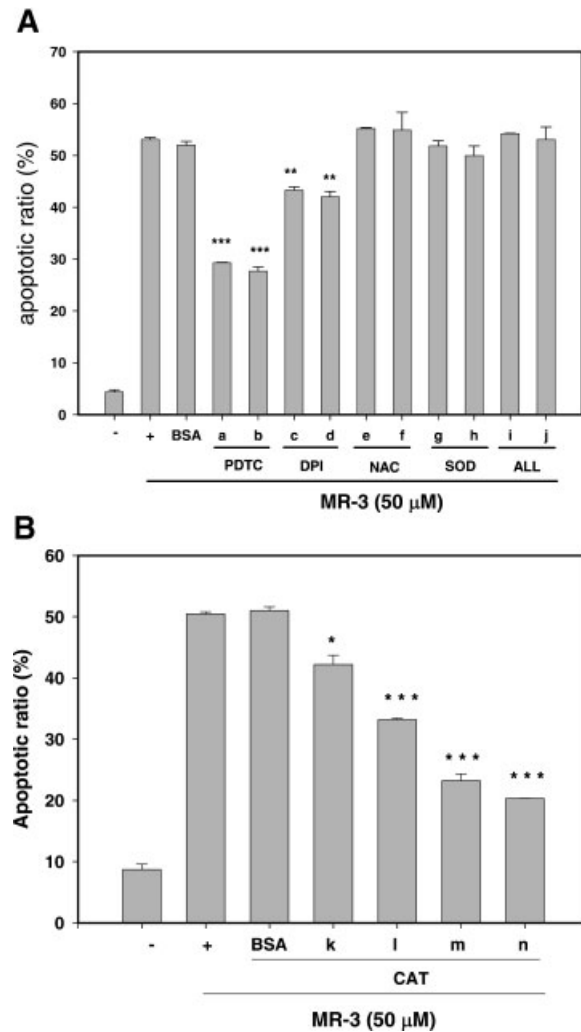 A
apoptotic ratio (%)
70
60
50
40
30
20
10
0
*** *** ** **
- + BSA a b c d e f g h i j
PDTC DPI NAC SOD ALL
MR-3 (50 μM)
B
Apoptotic ratio (%)
60
50
40
30
20
10
0
* *** *** ***
- + BSA k l m n
CAT
MR-3 (50 μM)